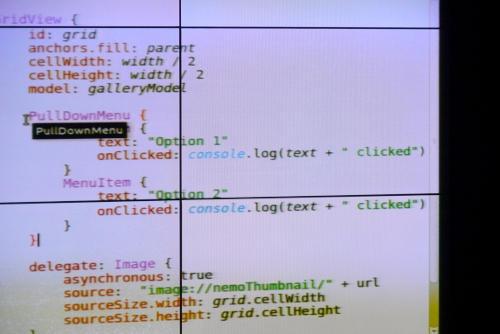 GridView {
id: grid
anchors.fill: parent
cellWidth: width / 2
cellHeight: width / 2
model: galleryModel
PullDownMenu {
PullDownMenu {
text: "Option 1"
onClicked: console.log(text + " clicked")
}
MenuItem {
text: "Option 2"
onClicked: console.log(text + " clicked")
}
}
delegate: Image {
asynchronous: true
source: "image://nemoThumbnail/" + url
sourceSize.width: grid.cellWidth
sourceSize.height: grid.cellHeight
}